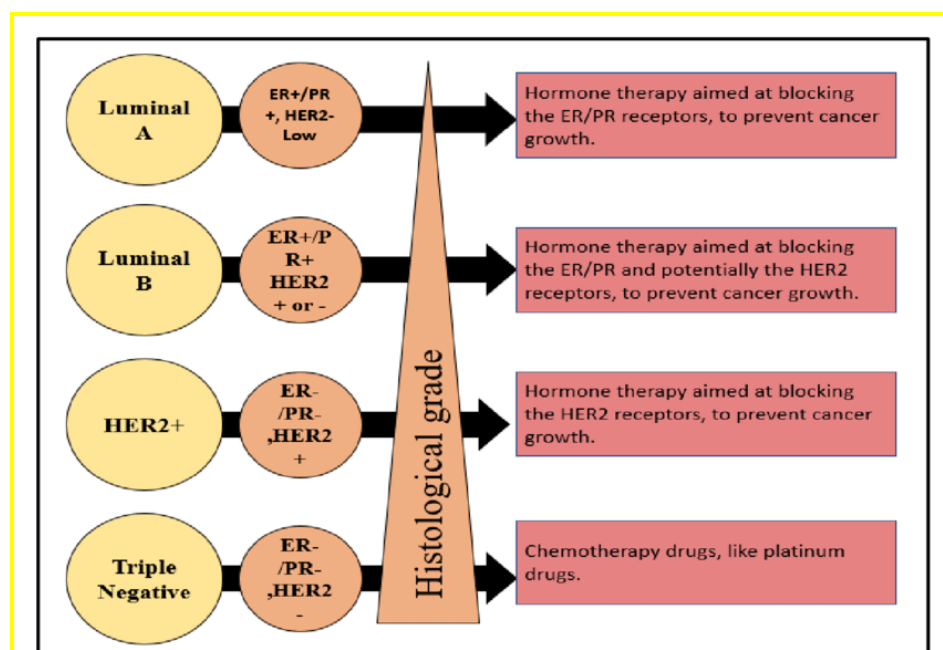 Luminal
A
ER+/PR
+, HER2-
Low
Hormone therapy aimed at blocking
the ER/PR receptors, to prevent cancer
growth.
Luminal
B
ER+/P
R+
HER2
+ or -
Hormone therapy aimed at blocking
the ER/PR and potentially the HER2
receptors, to prevent cancer growth.
HER2+
ER-
/PR-
,HER2
+
Hormone therapy aimed at blocking
the HER2 receptors, to prevent cancer
growth.
Triple
Negative
ER-
/PR-
,HER2
-
Chemotherapy drugs, like platinum
drugs.
Histological grade